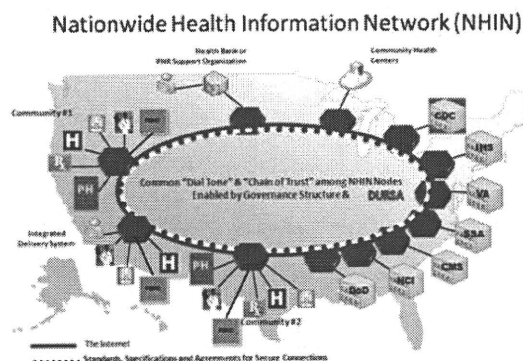 Nationwide Health Information Network (NHIN)
Health Bank or
PHR Support Organization
Community Health
Centers
Community #1
CDC
IHS
VA
SSA
CMS
NCI
DoD
H
R
PH
Common "Dial Tone" & "Chain of Trust" among NHIN Nodes
Enabled by Governance Structure & DURSA
Integrated
Delivery System
H
PH
R
H
Community #2
The Internet
Standards, Specifications and Agreements for Secure Connections